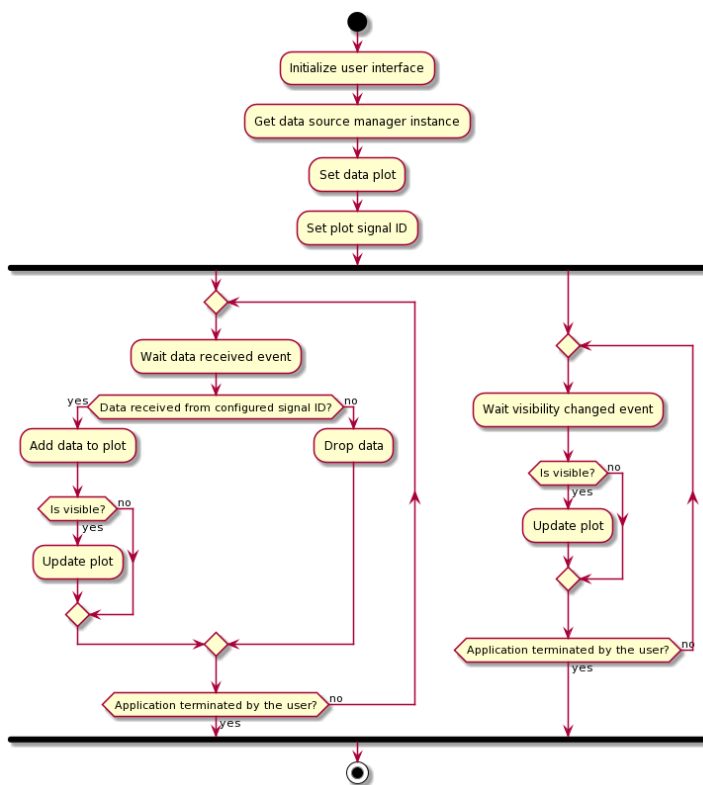 Initialize user interface
Get data source manager instance
Set data plot
Set plot signal ID
Wait data received event
yes
Data received from configured signal ID?
no
Add data to plot
Drop data
Is visible?
no
yes
Update plot
Application terminated by the user?
no
yes
Wait visibility changed event
Is visible?
no
yes
Update plot
Application terminated by the user?
no
yes